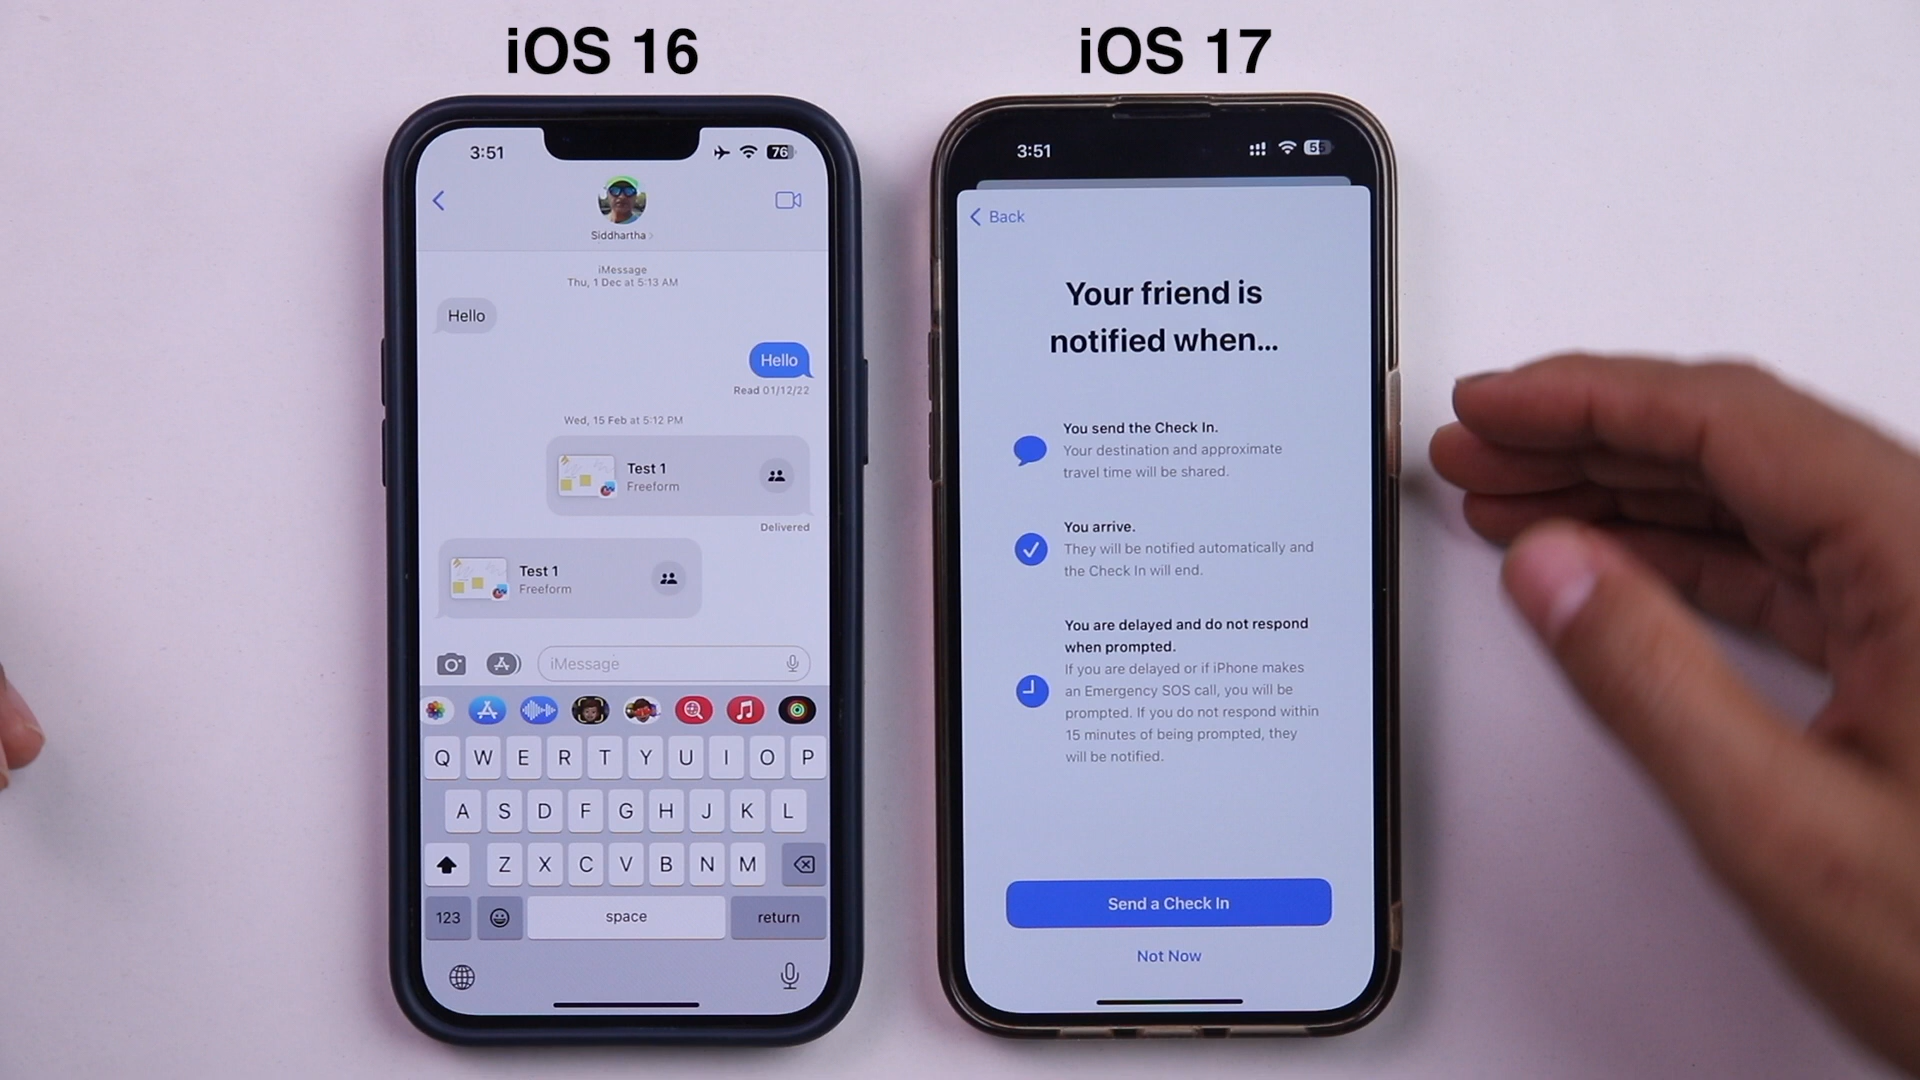 iOS 16
iOS 17
3:51
76
Siddhartha
iMessage
Thu, 1 Dec at 5:13 AM
Hello
Hello
Read 01/12/22
Wed, 15 Feb at 5:12 PM
Test 1
Freeform
Delivered
Test 1
Freeform
iMessage
Q W E R T Y U I O P
A S D F G H J K L
Z X C V B N M
123
space
return
3:51
55
Back
Your friend is
notified when...
You send the Check In.
Your destination and approximate
travel time will be shared.
You arrive.
They will be notified automatically and
the Check In will end.
You are delayed and do not respond
when prompted.
If you are delayed or if iPhone makes
an Emergency SOS call, you will be
prompted. If you do not respond within
15 minutes of being prompted, they
will be notified.
Send a Check In
Not Now